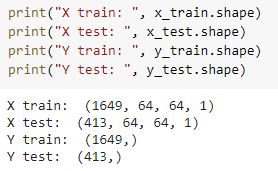 print("X train: ", x_train.shape)
print("X test: ", x_test.shape)
print("Y train: ", y_train.shape)
print("Y test: ", y_test.shape)
X train:  (1649, 64, 64, 1)
X test:  (413, 64, 64, 1)
Y train:  (1649,)
Y test:  (413,)